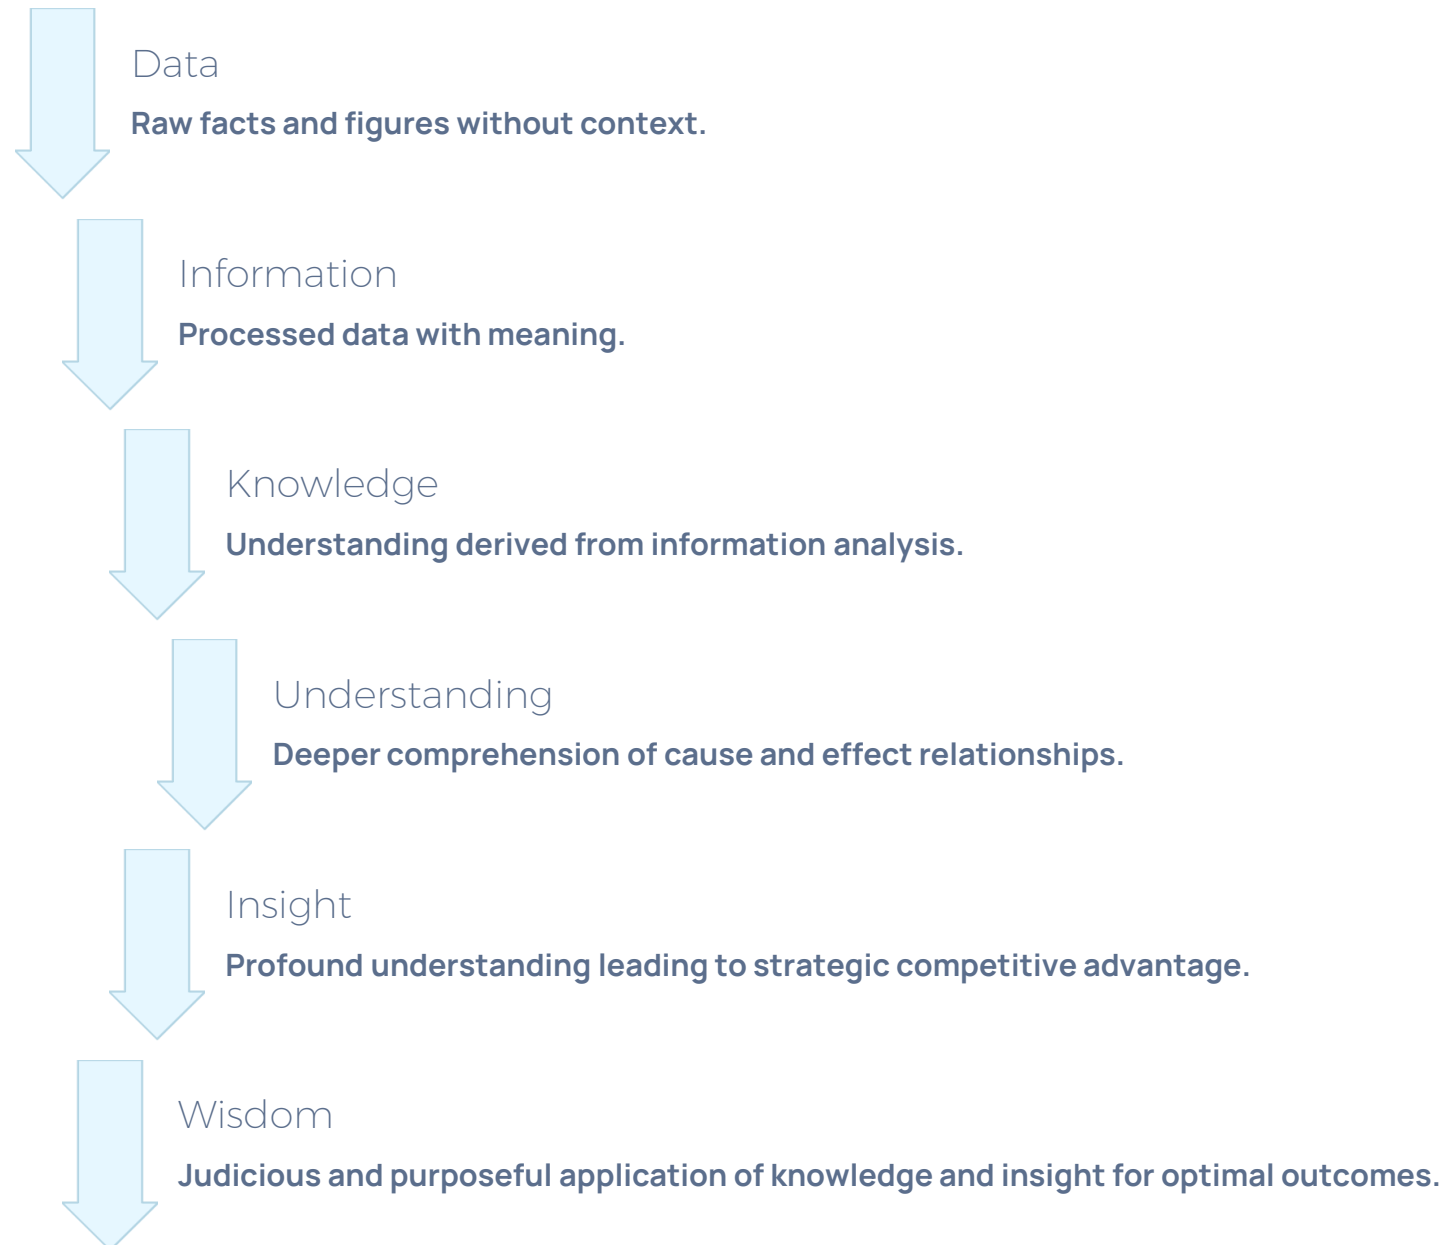 Data
Raw facts and figures without context.
Information
Processed data with meaning.
Knowledge
Understanding derived from information analysis.
Understanding
Deeper comprehension of cause and effect relationships.
Insight
Profound understanding leading to strategic competitive advantage.
Wisdom
Judicious and purposeful application of knowledge and insight for optimal outcomes.